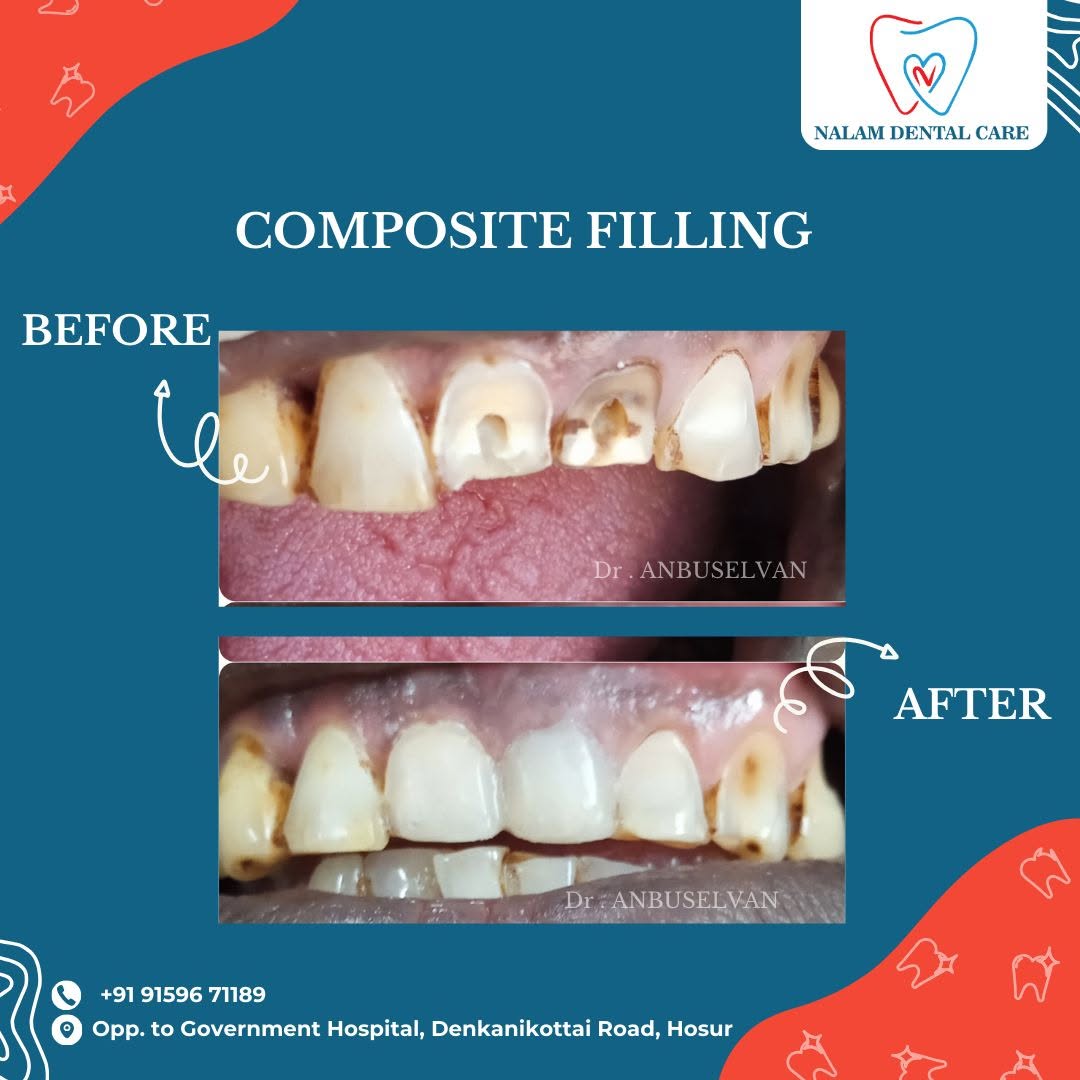 NALAM DENTAL CARE
COMPOSITE FILLING
BEFORE
Dr . ANBUSELVAN
AFTER
Dr . ANBUSELVAN
+91 91596 71189
Opp. to Government Hospital, Denkanikottai Road, Hosur